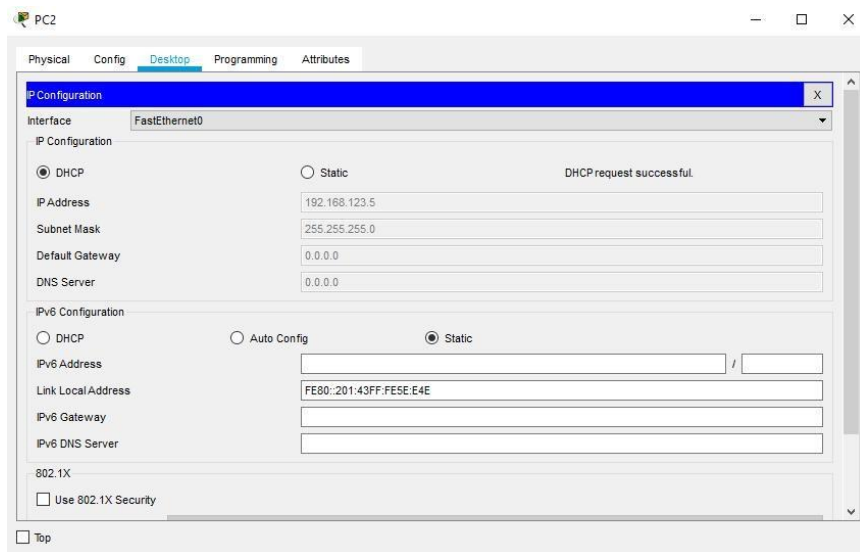 PC2
Physical Config Desktop Programming Attributes
IP Configuration X
Interface FastEthernet0
IP Configuration
DHCP Static DHCP request successful.
IP Address 192.168.123.5
Subnet Mask 255.255.255.0
Default Gateway 0.0.0.0
DNS Server 0.0.0.0
IPv6 Configuration
DHCP Auto Config Static
IPv6 Address /
Link Local Address FE80::201:43FF:FE5E:E4E
IPv6 Gateway
IPv6 DNS Server
802.1X
Use 802.1X Security
Top